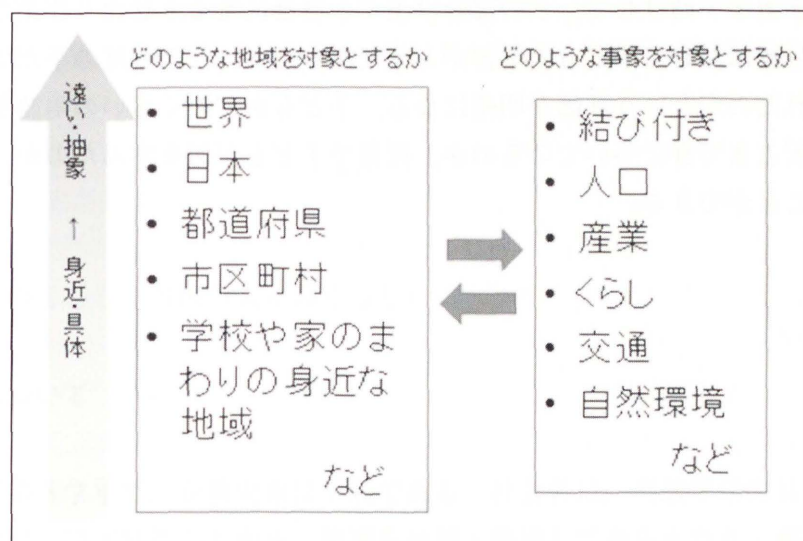 どのような地域を対象とするか
どのような事象を対象とするか
遠い・抽象 ← 身近・具体
• 世界
• 日本
• 都道府県
• 市区町村
• 学校や家のま
わりの身近な
地域
など
• 結び付き
• 人口
• 産業
• くらし
• 交通
• 自然環境
など